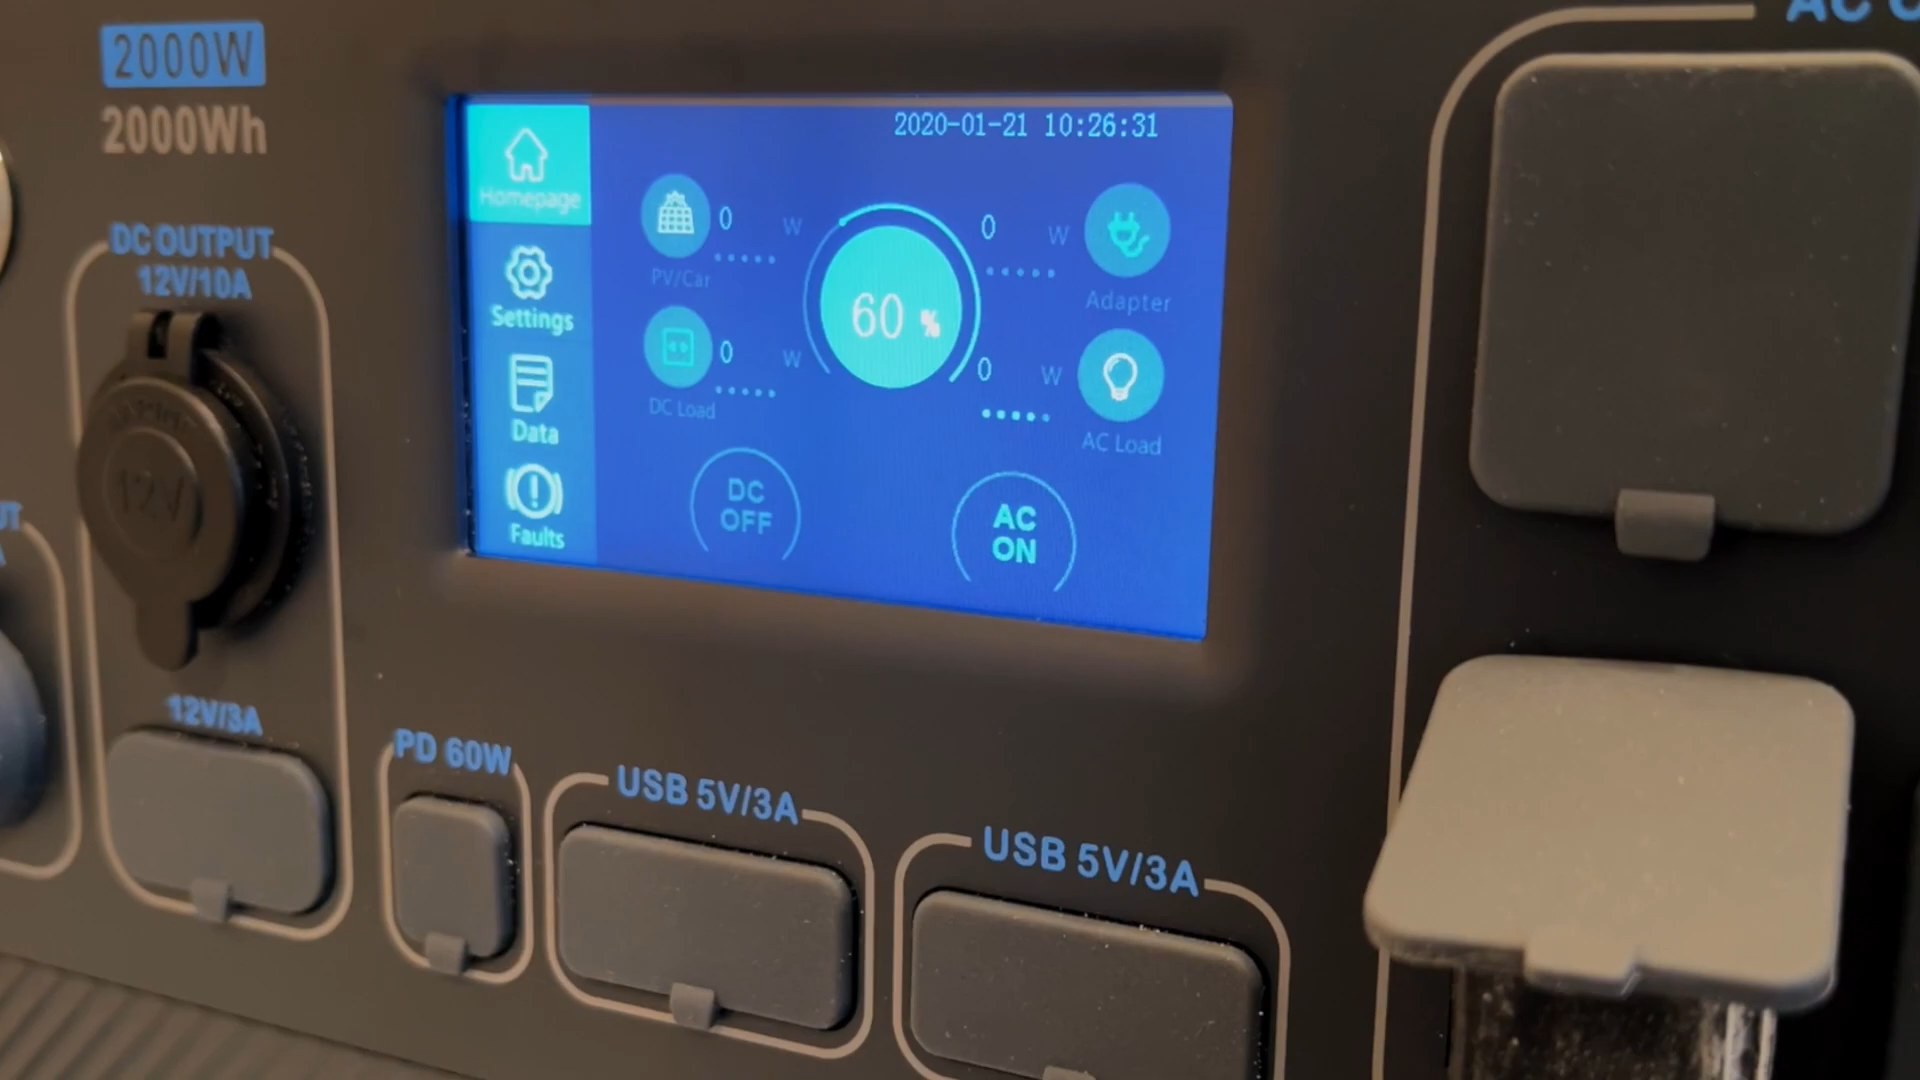 2000W
2000Wh
DC OUTPUT
12V/10A
12V
12V/3A
PD 60W
USB 5V/3A
USB 5V/3A
AC
2020-01-21 10:26:31
Homepage
Settings
Data
Faults
0 W
PV/Car
0 W
DC Load
60 %
0 W
Adapter
0 W
AC Load
DC
OFF
AC
ON